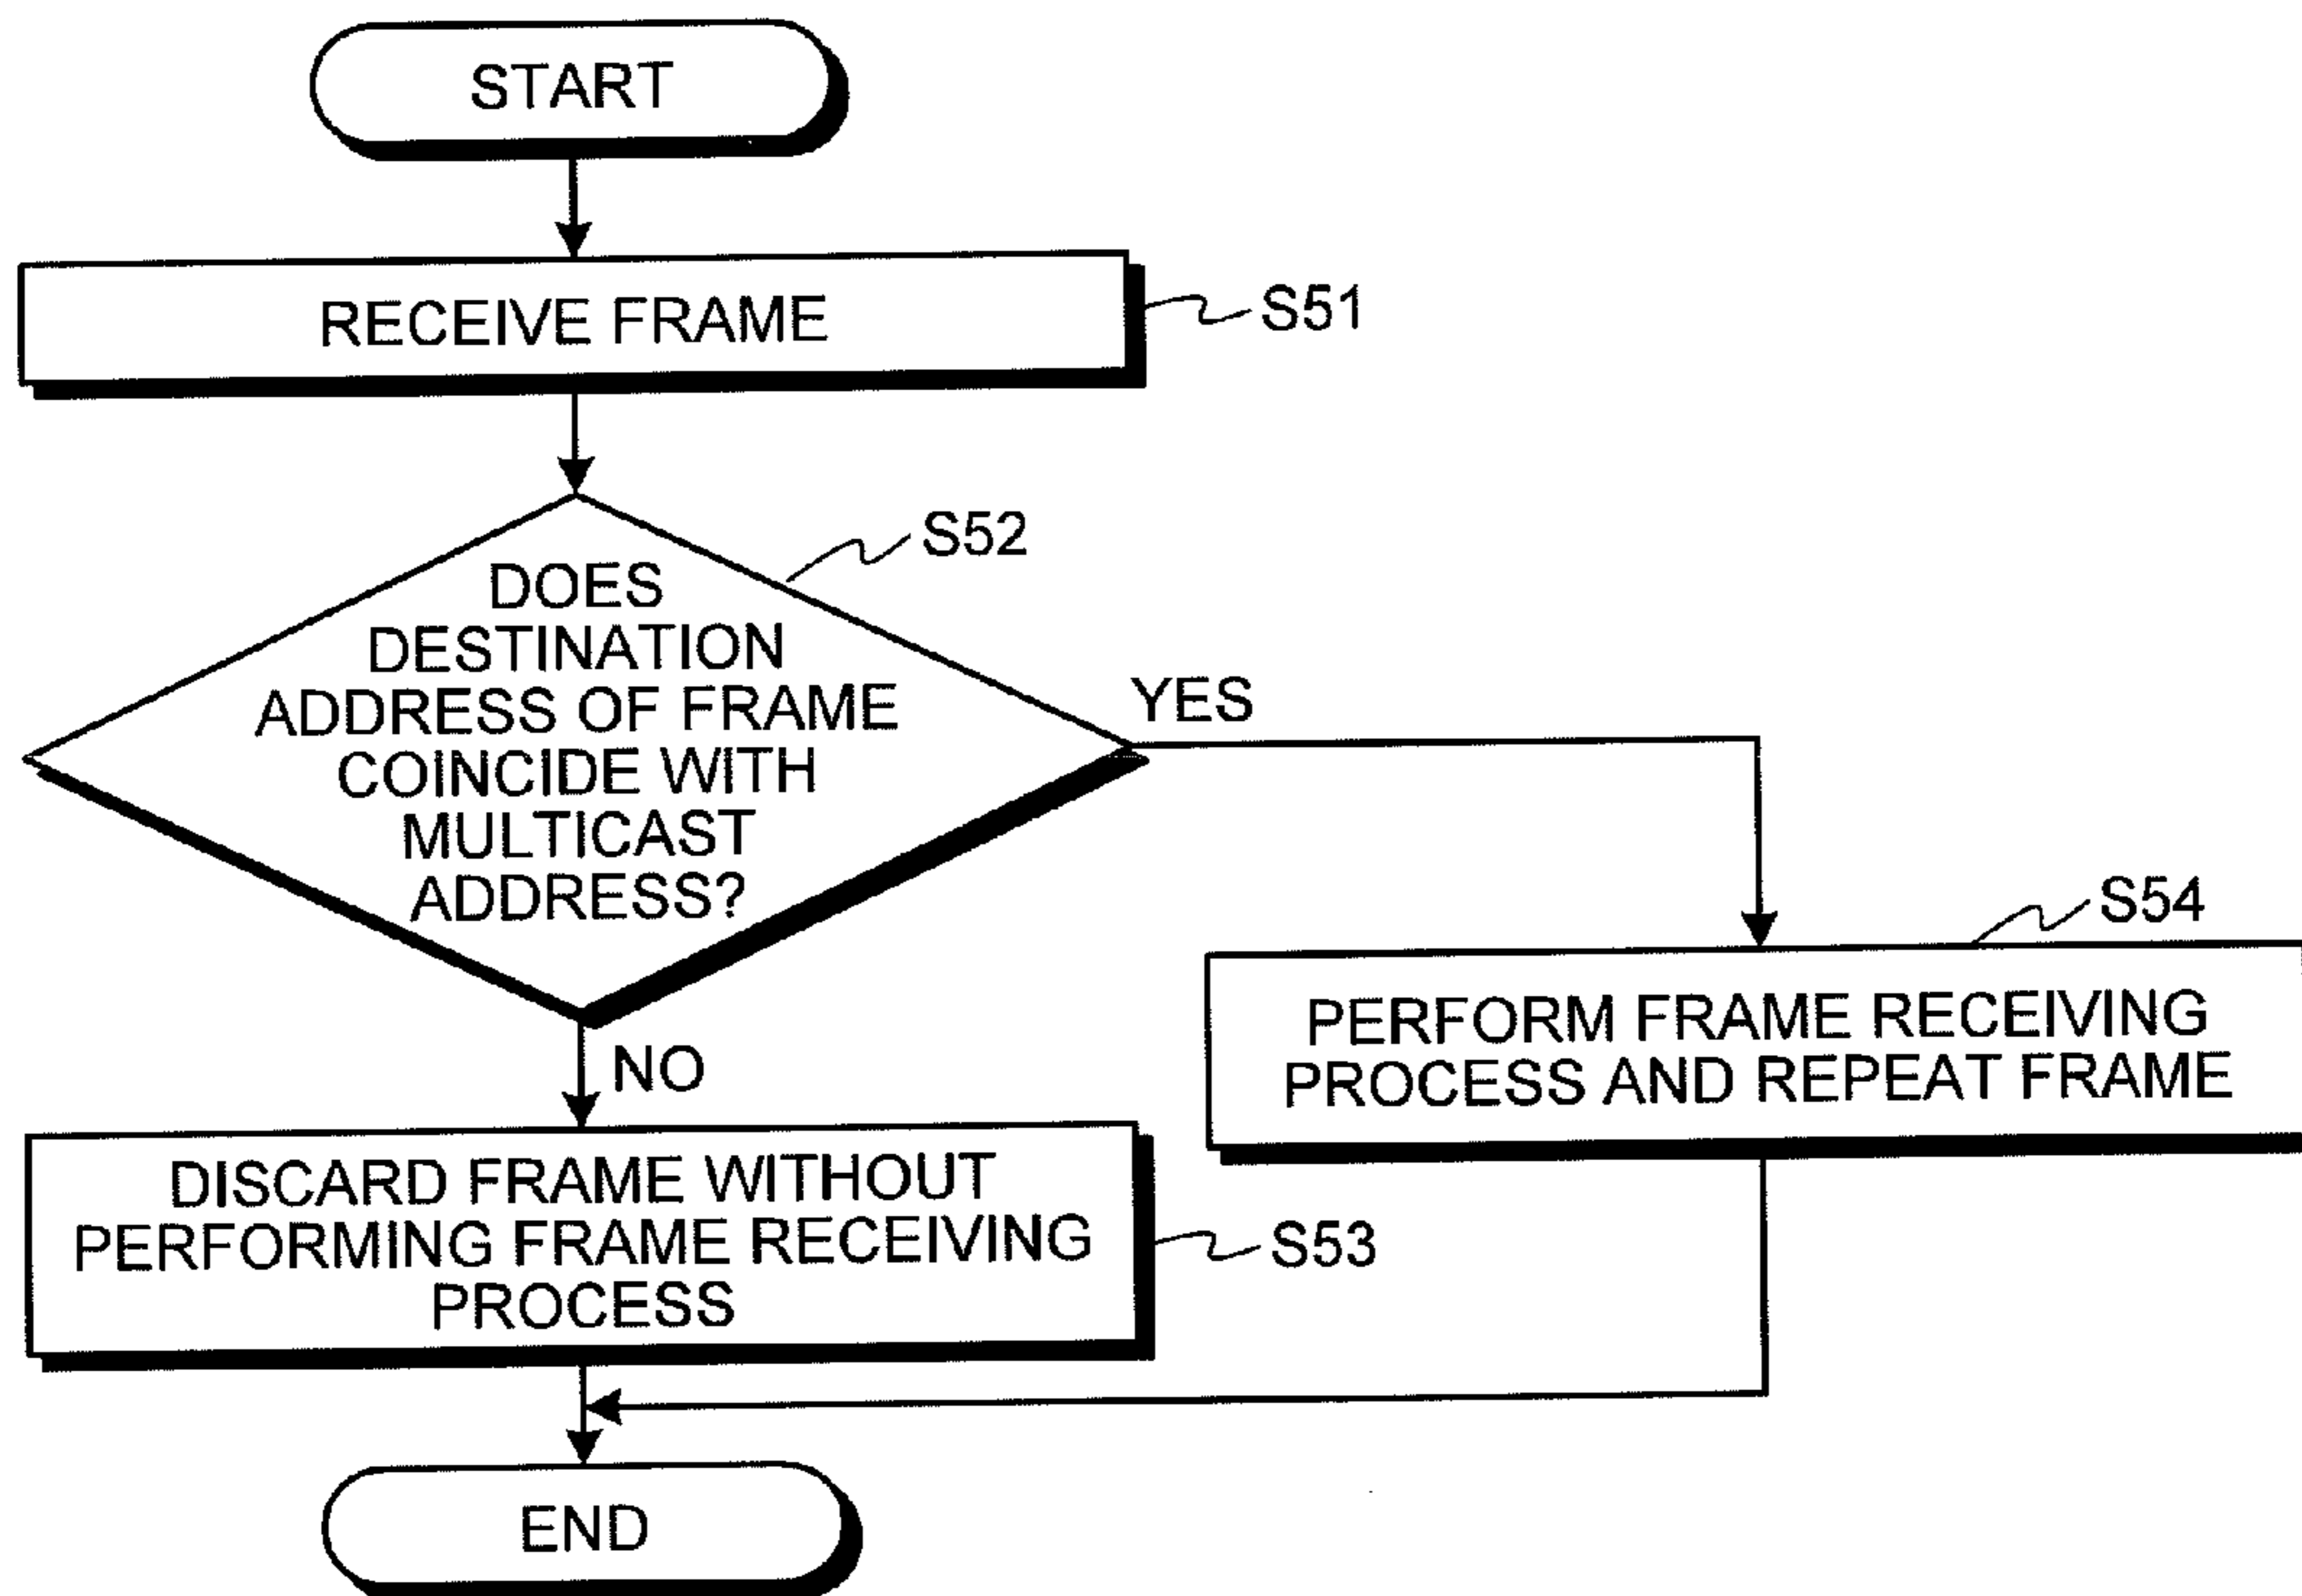 START
RECEIVE FRAME
S51
S52
DOES
DESTINATION
ADDRESS OF FRAME
COINCIDE WITH
MULTICAST
ADDRESS?
YES
S54
PERFORM FRAME RECEIVING
PROCESS AND REPEAT FRAME
NO
DISCARD FRAME WITHOUT
PERFORMING FRAME RECEIVING
PROCESS
S53
END